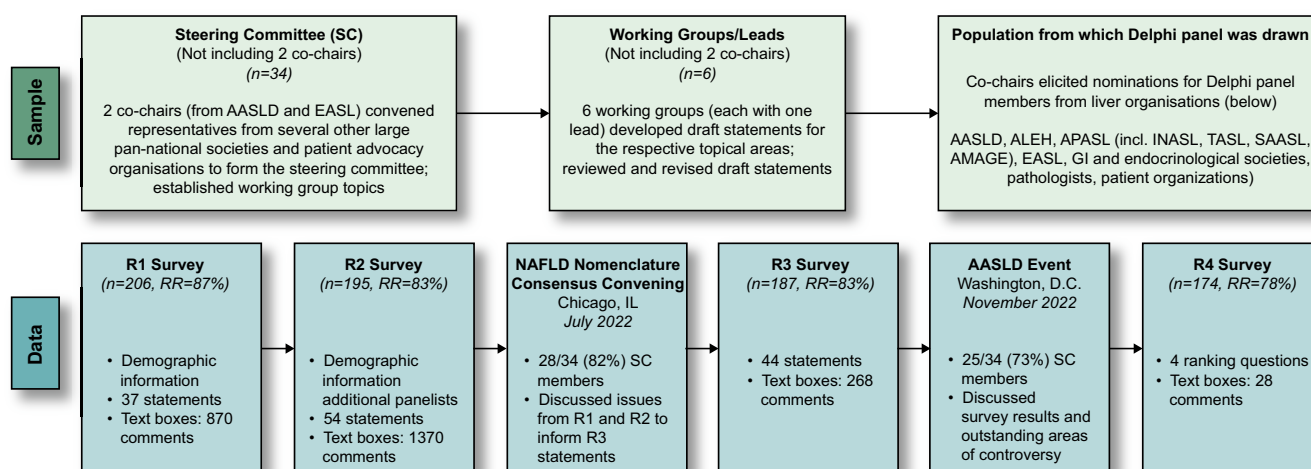 Sample
Steering Committee (SC)
(Not including 2 co-chairs)
(n=34)
2 co-chairs (from AASLD and EASL) convened
representatives from several other large
pan-national societies and patient advocacy
organisations to form the steering committee;
established working group topics
Working Groups/Leads
(Not including 2 co-chairs)
(n=6)
6 working groups (each with one
lead) developed draft statements for
the respective topical areas;
reviewed and revised draft statements
Population from which Delphi panel was drawn
Co-chairs elicited nominations for Delphi panel
members from liver organisations (below)
AASLD, ALEH, APASL (incl. INASL, TASL, SAASL,
AMAGE), EASL, GI and endocrinological societies,
pathologists, patient organizations)
Data
R1 Survey
(n=206, RR=87%)
• Demographic
information
• 37 statements
• Text boxes: 870
comments
R2 Survey
(n=195, RR=83%)
• Demographic
information
additional panelists
• 54 statements
• Text boxes: 1370
comments
NAFLD Nomenclature
Consensus Convening
Chicago, IL
July 2022
• 28/34 (82%) SC
members
• Discussed issues
from R1 and R2 to
inform R3
statements
R3 Survey
(n=187, RR=83%)
• 44 statements
• Text boxes: 268
comments
AASLD Event
Washington, D.C.
November 2022
• 25/34 (73%) SC
members
• Discussed
survey results and
outstanding areas
of controversy
R4 Survey
(n=174, RR=78%)
• 4 ranking questions
• Text boxes: 28
comments